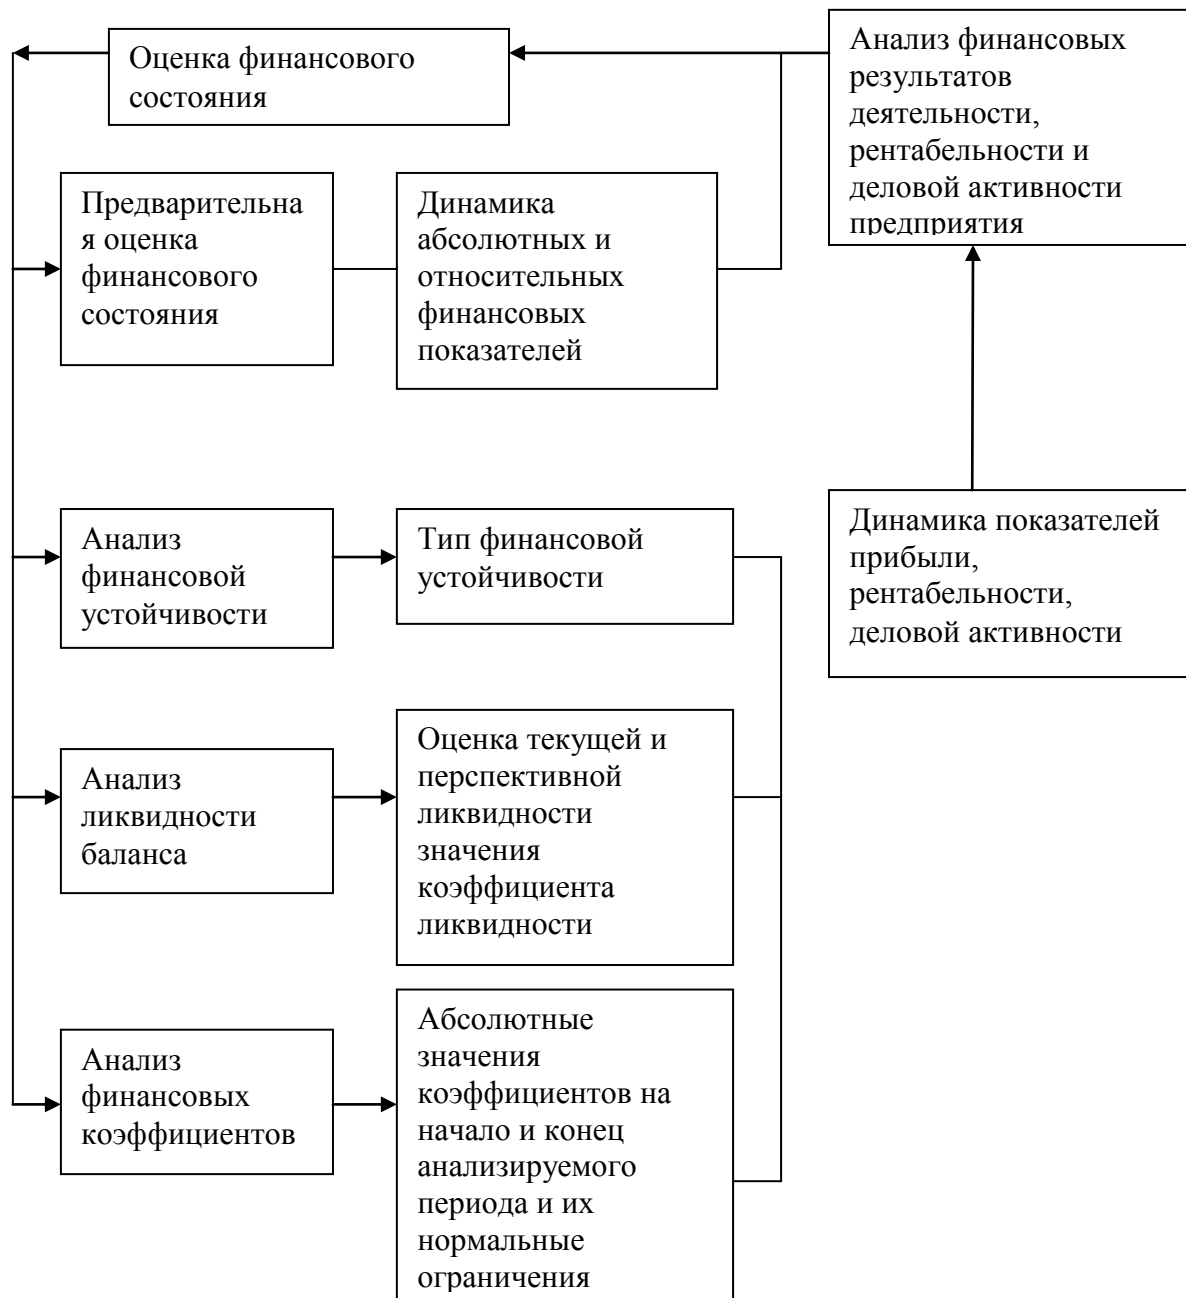 Оценка финансового
состояния
Анализ финансовых
результатов
деятельности,
рентабельности и
деловой активности
предприятия
Предварительна
я оценка
финансового
состояния
Динамика
абсолютных и
относительных
финансовых
показателей
Анализ
финансовой
устойчивости
Тип финансовой
устойчивости
Динамика показателей
прибыли,
рентабельности,
деловой активности
Анализ
ликвидности
баланса
Оценка текущей и
перспективной
ликвидности
значения
коэффициента
ликвидности
Анализ
финансовых
коэффициентов
Абсолютные
значения
коэффициентов на
начало и конец
анализируемого
периода и их
нормальные
ограничения